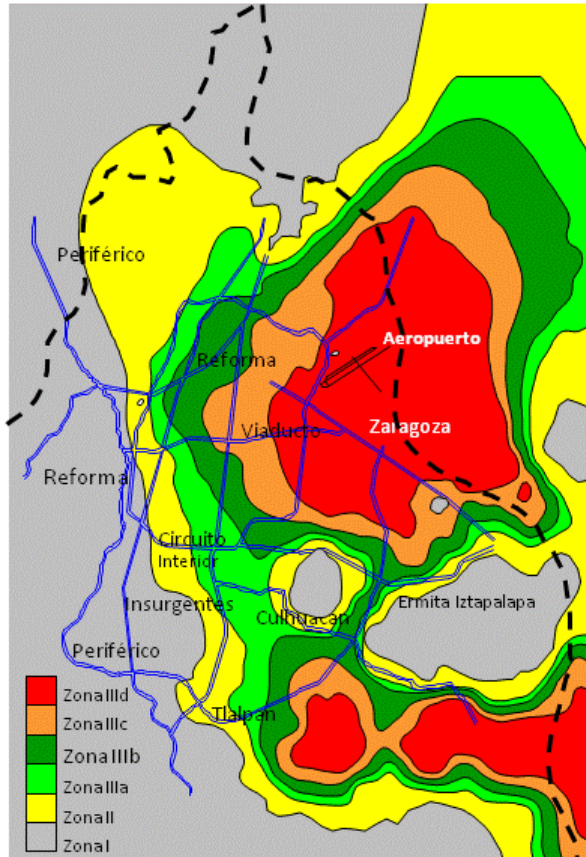 Periférico
Aeropuerto
Reforma
Viaducto
Zaragoza
Reforma
Circuito
Interior
Insurgentes
Culhuacan
Ermita Iztapalapa
Periférico
Tlalpan
Zona IIId
Zona IIIc
Zona IIIb
Zona IIIa
Zona II
Zona I